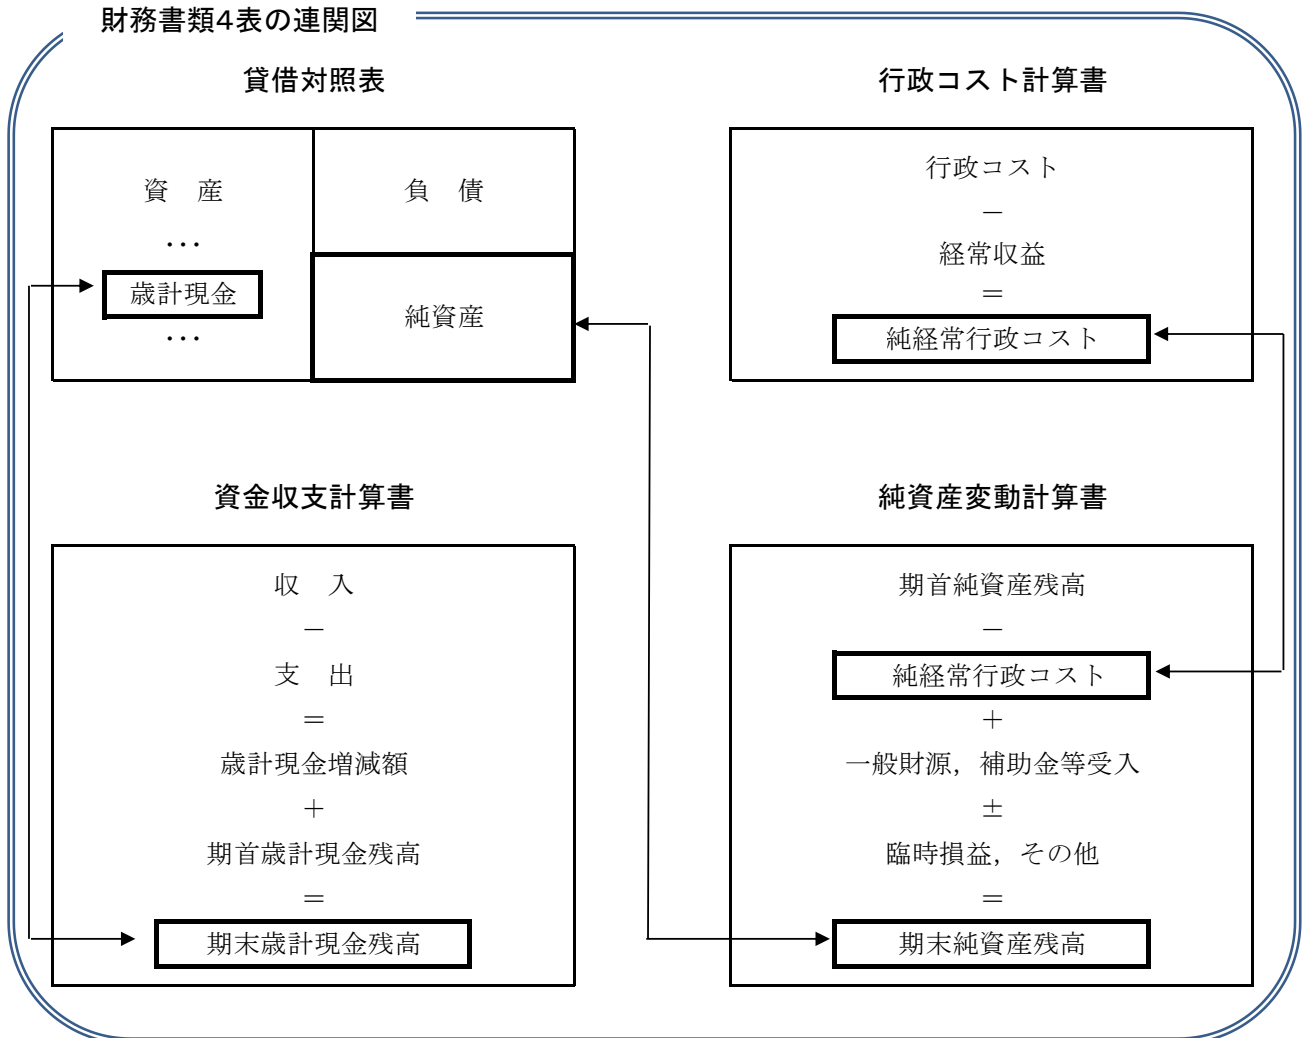 財務書類4表の連関図
貸借対照表
資　産
…
歳計現金
…
負　債
純資産
行政コスト計算書
行政コスト
－
経常収益
＝
純経常行政コスト
資金収支計算書
収　入
－
支　出
＝
歳計現金増減額
＋
期首歳計現金残高
＝
期末歳計現金残高
純資産変動計算書
期首純資産残高
－
純経常行政コスト
＋
一般財源，補助金等受入
±
臨時損益，その他
＝
期末純資産残高